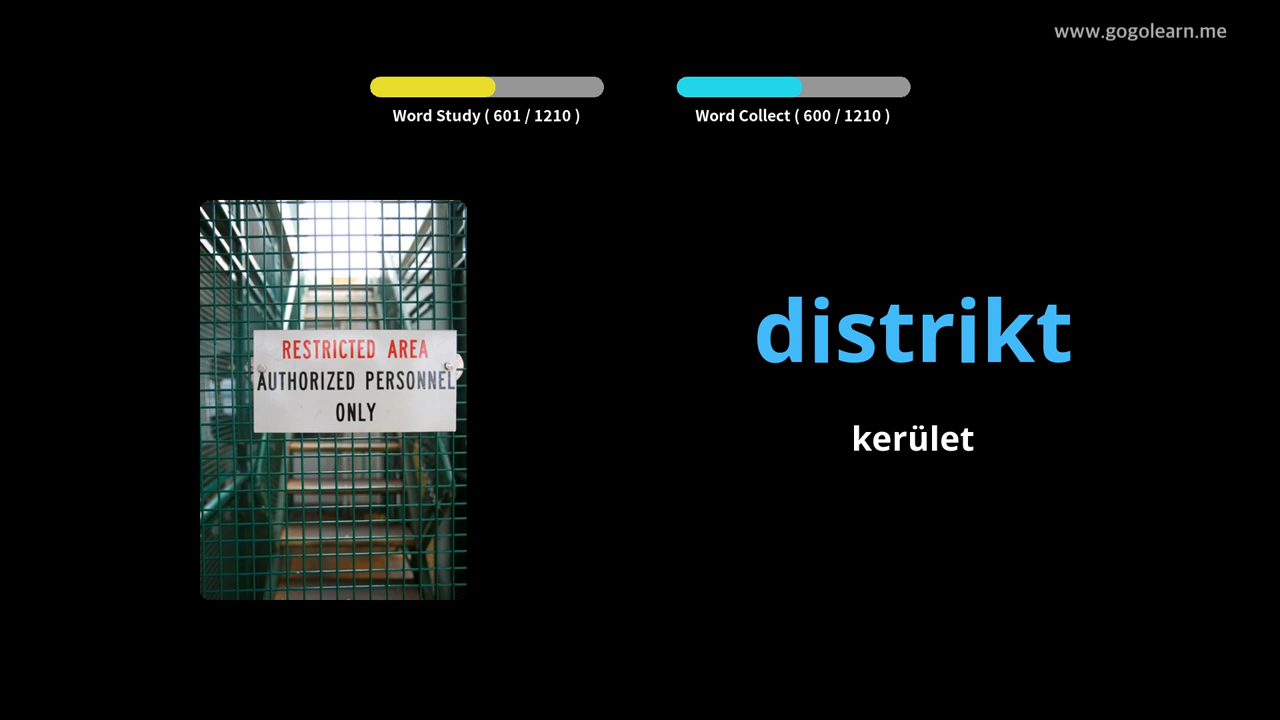 www.gogolearn.me
Word Study ( 601 / 1210 )
Word Collect ( 600 / 1210 )
RESTRICTED AREA
AUTHORIZED PERSONNEL
ONLY
distrikt
kerület